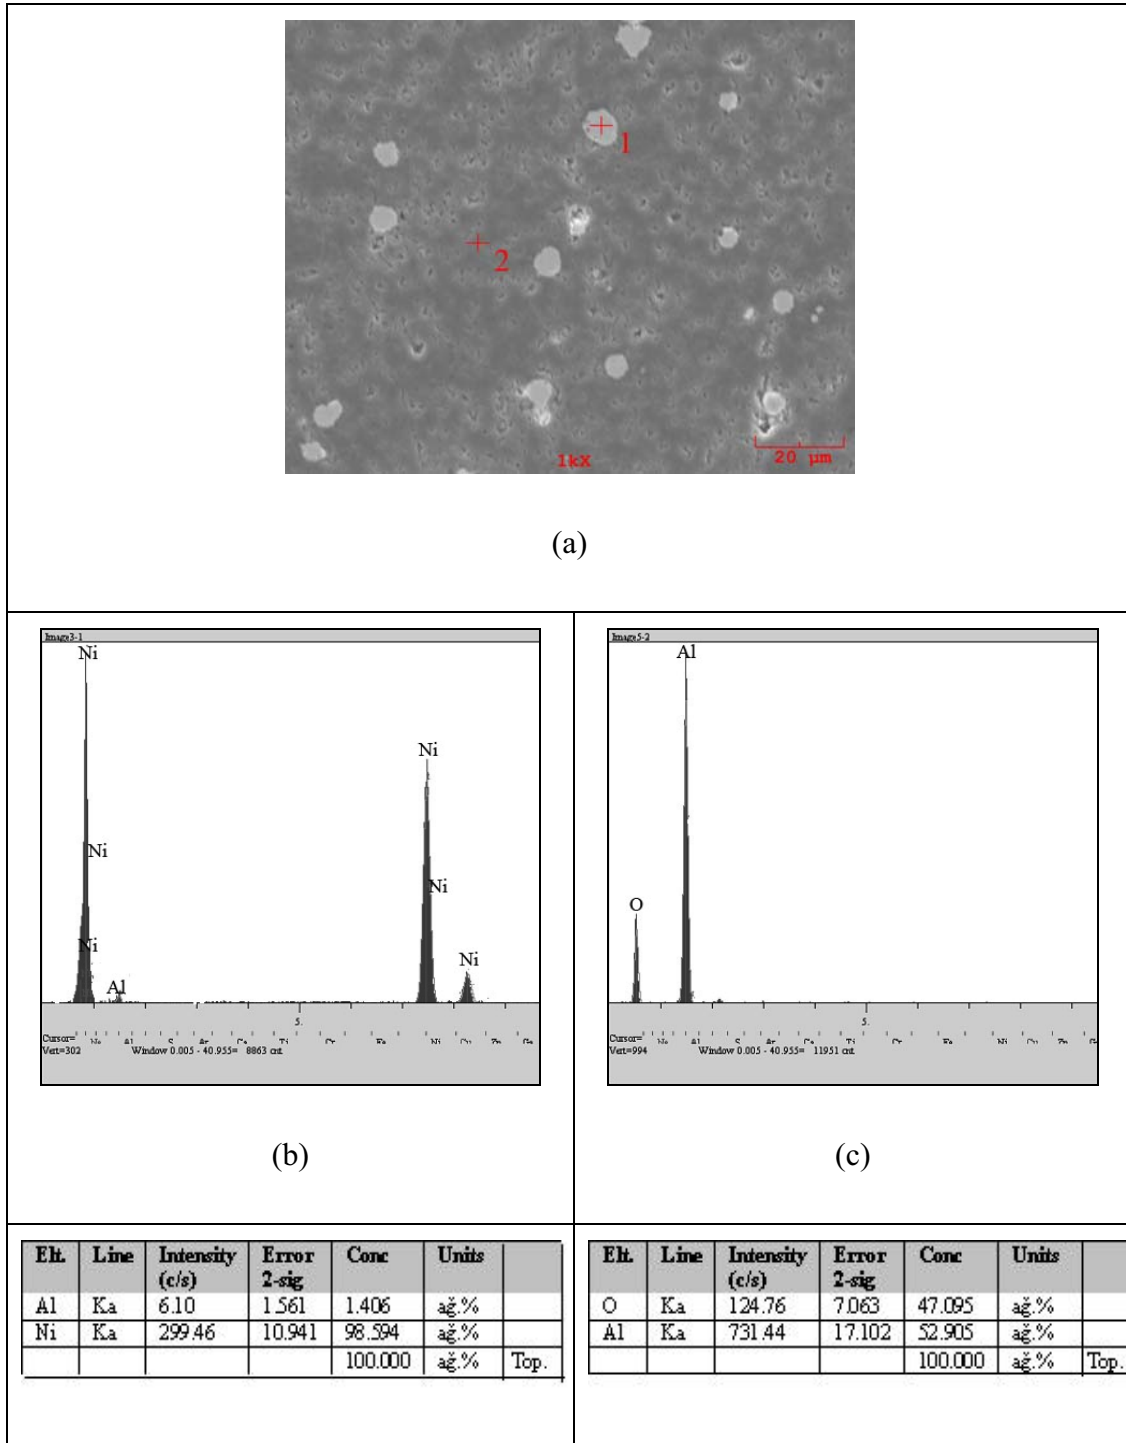 1
2
1kX
20 µm
(a)
Image3-1
Ni
Ni
Ni
Ni
Ni
Ni
Al
5.
Cursor=
Vert=302 Window 0.005 - 40.955= 8863 cnt
(b)
Image5-2
Al
O
5.
Cursor=
Vert=994 Window 0.005 - 40.955= 11951 cnt
(c)
Elt. Line Intensity (c/s) Error 2-sig Conc Units
Al Ka 6.10 1.561 1.406 ağ.%
Ni Ka 299.46 10.941 98.594 ağ.%
100.000 ağ.% Top.
Elt. Line Intensity (c/s) Error 2-sig Conc Units
O Ka 124.76 7.063 47.095 ağ.%
Al Ka 731.44 17.102 52.905 ağ.%
100.000 ağ.% Top.